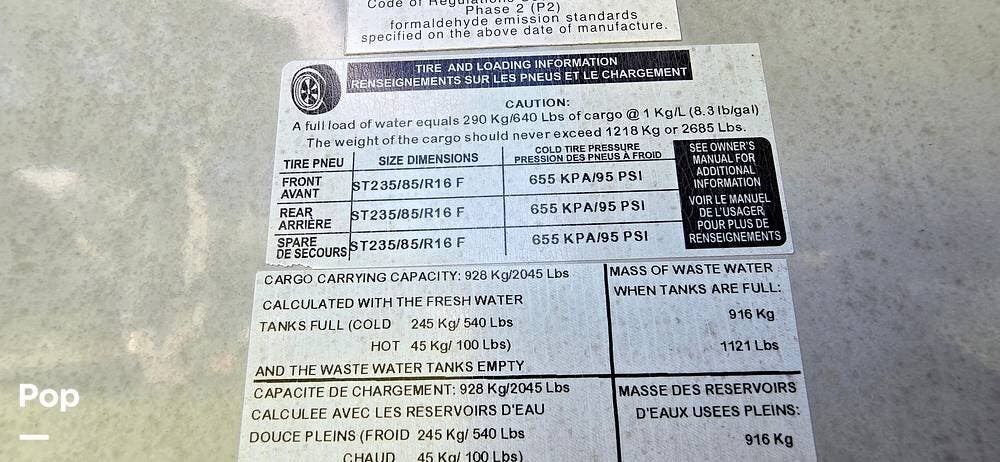 Code of Regulations
Phase 2 (P2)
formaldehyde emission standards
specified on the above date of manufacture.
TIRE AND LOADING INFORMATION
RENSEIGNEMENTS SUR LES PNEUS ET LE CHARGEMENT
CAUTION:
A full load of water equals 290 Kg/640 Lbs of cargo @ 1 Kg/L (8.3 lb/gal)
The weight of the cargo should never exceed 1218 Kg or 2685 Lbs.
TIRE PNEU SIZE DIMENSIONS COLD TIRE PRESSURE
PRESSION DES PNEUS À FROID
FRONT
AVANT ST235/85/R16 F 655 KPA/95 PSI
REAR
ARRIÈRE ST235/85/R16 F 655 KPA/95 PSI
SPARE
DE SECOURS ST235/85/R16 F 655 KPA/95 PSI
SEE OWNER'S
MANUAL FOR
ADDITIONAL
INFORMATION
VOIR LE MANUEL
DE L'USAGER
POUR PLUS DE
RENSEIGNEMENTS
CARGO CARRYING CAPACITY: 928 Kg/2045 Lbs
CALCULATED WITH THE FRESH WATER
TANKS FULL (COLD 245 Kg/ 540 Lbs
HOT 45 Kg/ 100 Lbs)
AND THE WASTE WATER TANKS EMPTY
MASS OF WASTE WATER
WHEN TANKS ARE FULL:
916 Kg
1121 Lbs
CAPACITE DE CHARGEMENT: 928 Kg/2045 Lbs
CALCULEE AVEC LES RESERVOIRS D'EAU
DOUCE PLEINS (FROID 245 Kg/ 540 Lbs
CHAUD 45 Kg/ 100 Lbs)
MASSE DES RESERVOIRS
D'EAUX USEES PLEINS:
916 Kg
Pop